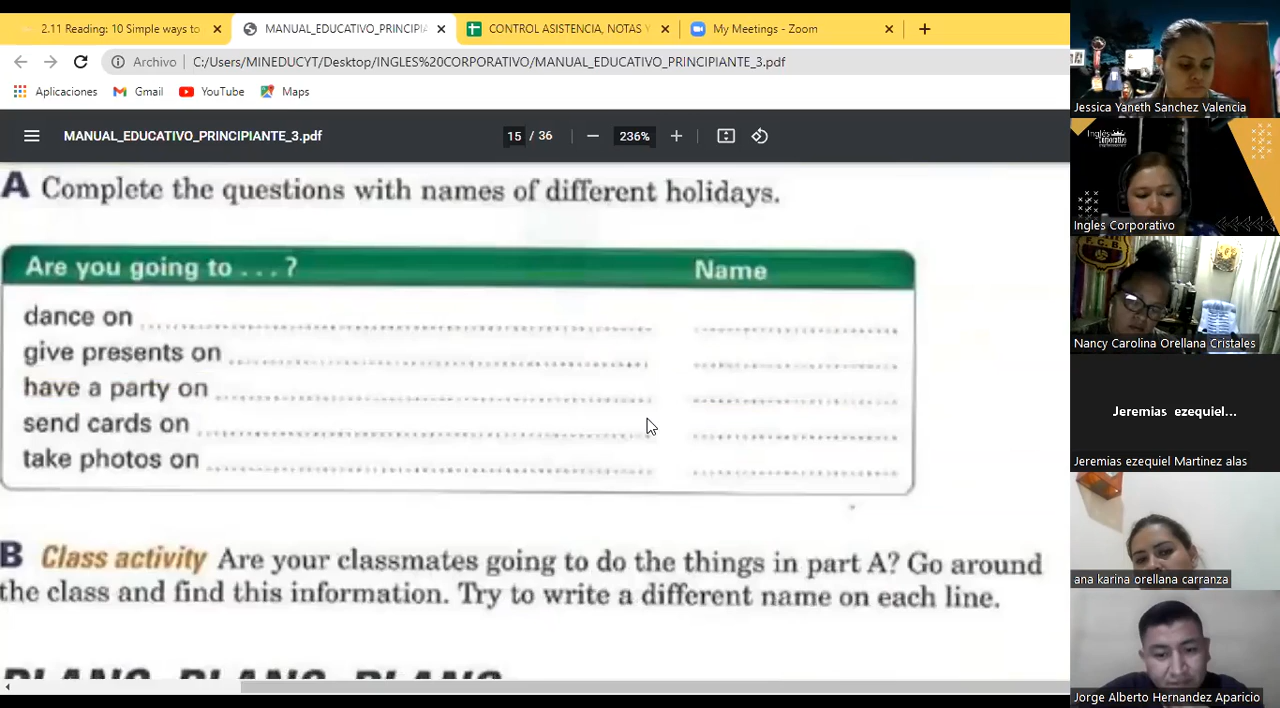 2.11 Reading: 10 Simple ways to
MANUAL_EDUCATIVO_PRINCIPIA
CONTROL ASISTENCIA, NOTAS Y
My Meetings - Zoom
Archivo
C:/Users/MINEDUCYT/Desktop/INGLES%20CORPORATIVO/MANUAL_EDUCATIVO_PRINCIPIANTE_3.pdf
Aplicaciones
Gmail
YouTube
Maps
MANUAL_EDUCATIVO_PRINCIPIANTE_3.pdf
15 / 36
236%
A Complete the questions with names of different holidays.
Are you going to . . . ? Name
dance on
give presents on
have a party on
send cards on
take photos on
B Class activity Are your classmates going to do the things in part A? Go around
the class and find this information. Try to write a different name on each line.
Jessica Yaneth Sanchez Valencia
Inglés
Corporativo
Ingles Corporativo
F.C.B.
Nancy Carolina Orellana Cristales
Jeremias ezequiel...
Jeremias ezequiel Martinez alas
ana karina orellana carranza
Jorge Alberto Hernandez Aparicio